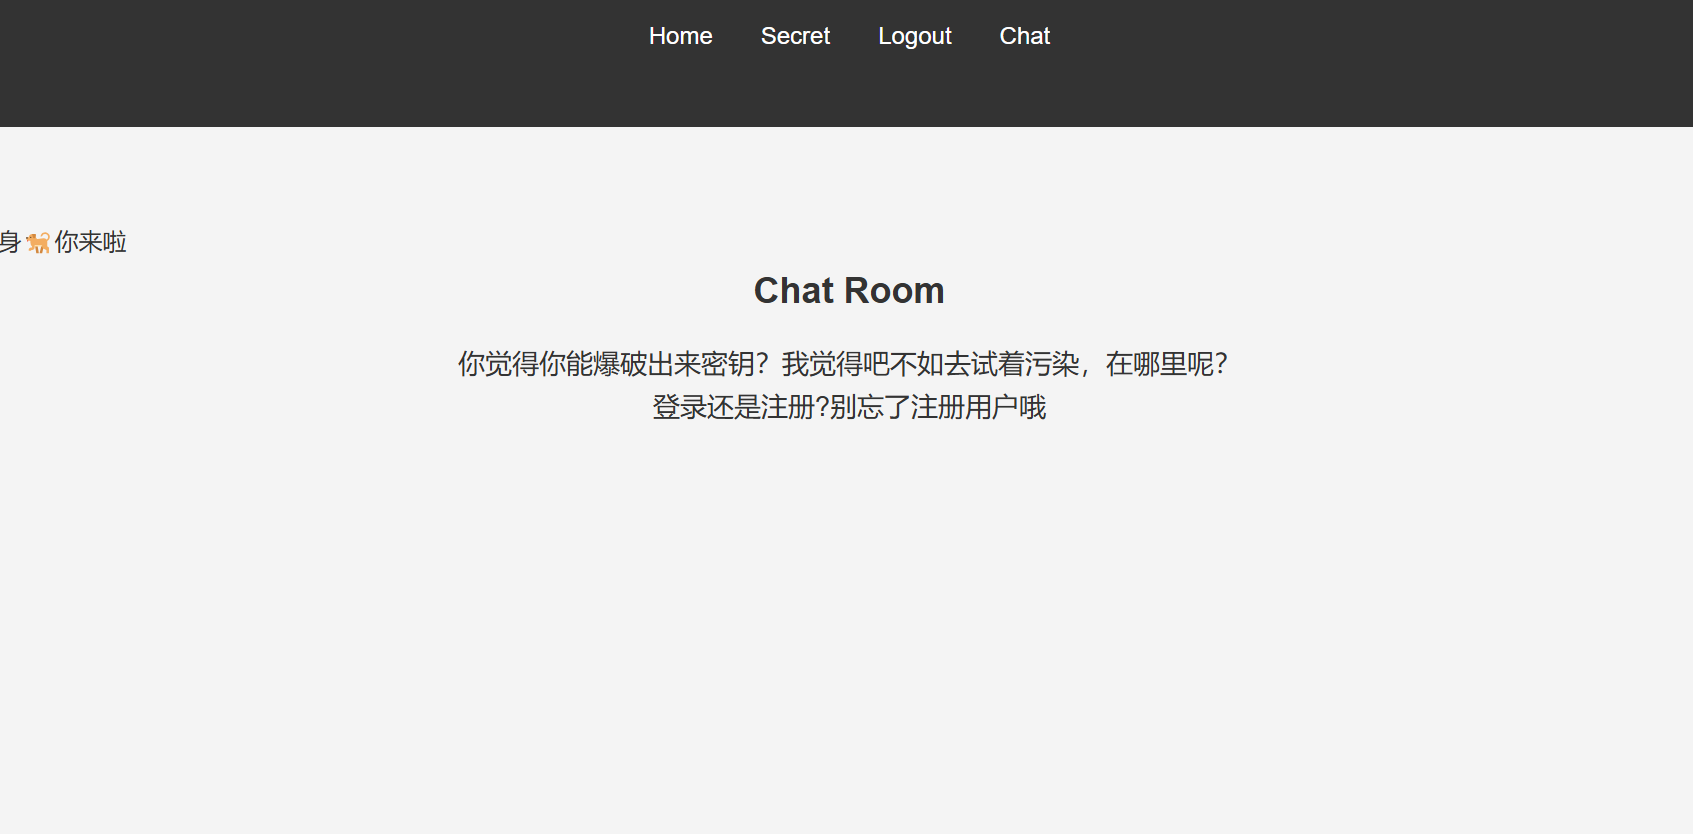 Home Secret Logout Chat
身🐕你来啦
Chat Room
你觉得你能爆破出来密钥？我觉得吧不如去试着污染，在哪里呢？
登录还是注册?别忘了注册用户哦